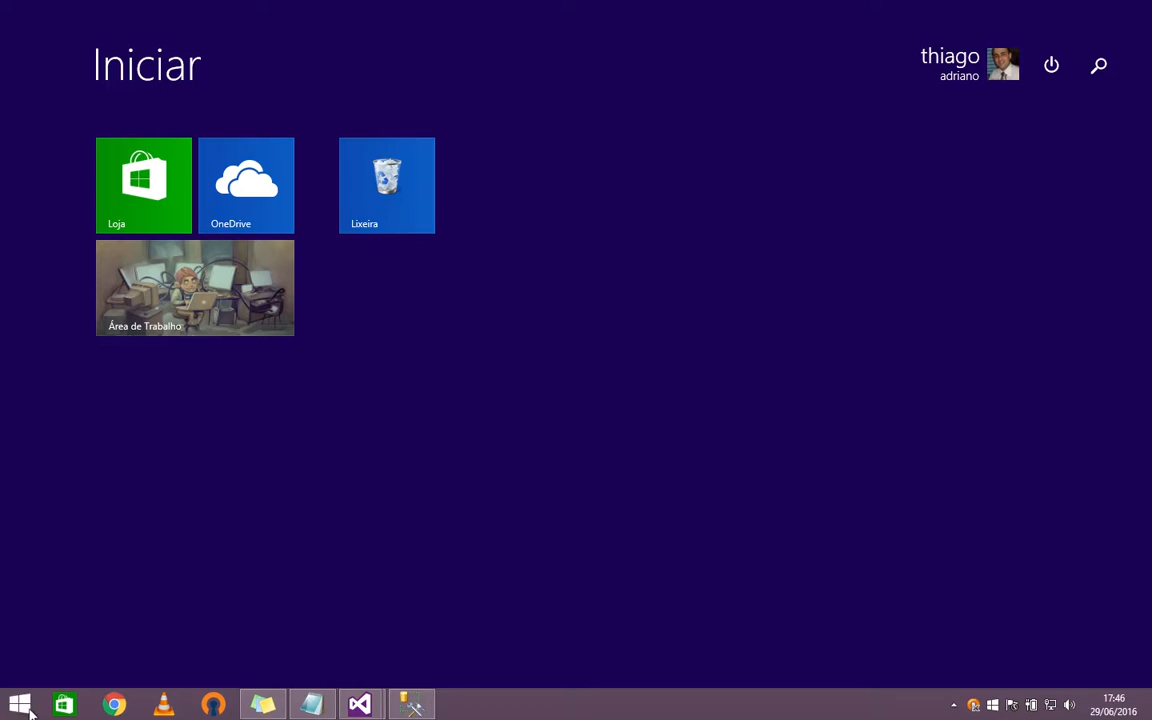 Iniciar
thiago
adriano
Loja
OneDrive
Lixeira
Área de Trabalho
17:46
29/06/2016